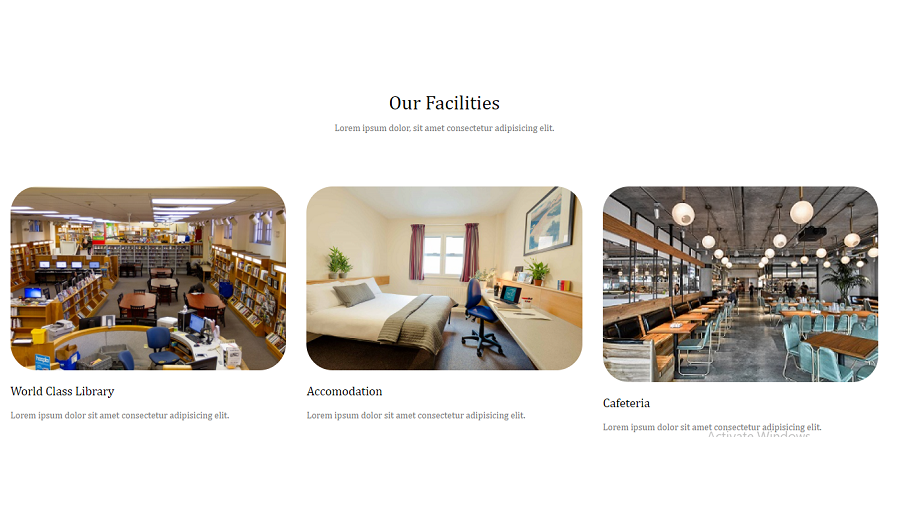 Our Facilities
Lorem ipsum dolor, sit amet consectetur adipisicing elit.
World Class Library
Lorem ipsum dolor sit amet consectetur adipisicing elit.
Accomodation
Lorem ipsum dolor sit amet consectetur adipisicing elit.
Cafeteria
Lorem ipsum dolor sit amet consectetur adipisicing elit.
Activate Windows